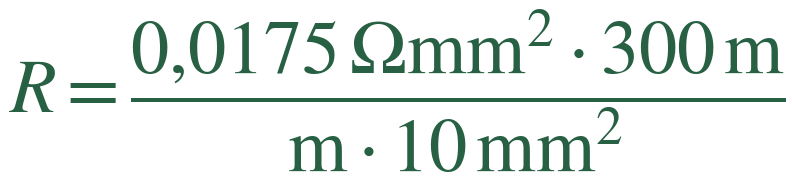 R = 0,0175 Ωmm² · 300 m
m · 10 mm²